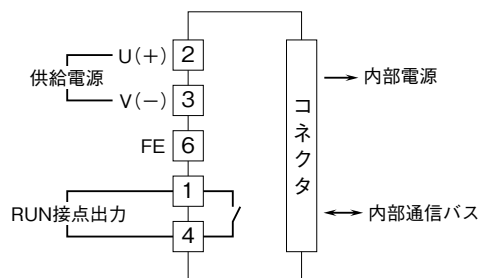 U(+) 2
供給電源
V(−) 3
FE 6
1
RUN接点出力
4
コネクタ
内部電源
内部通信バス